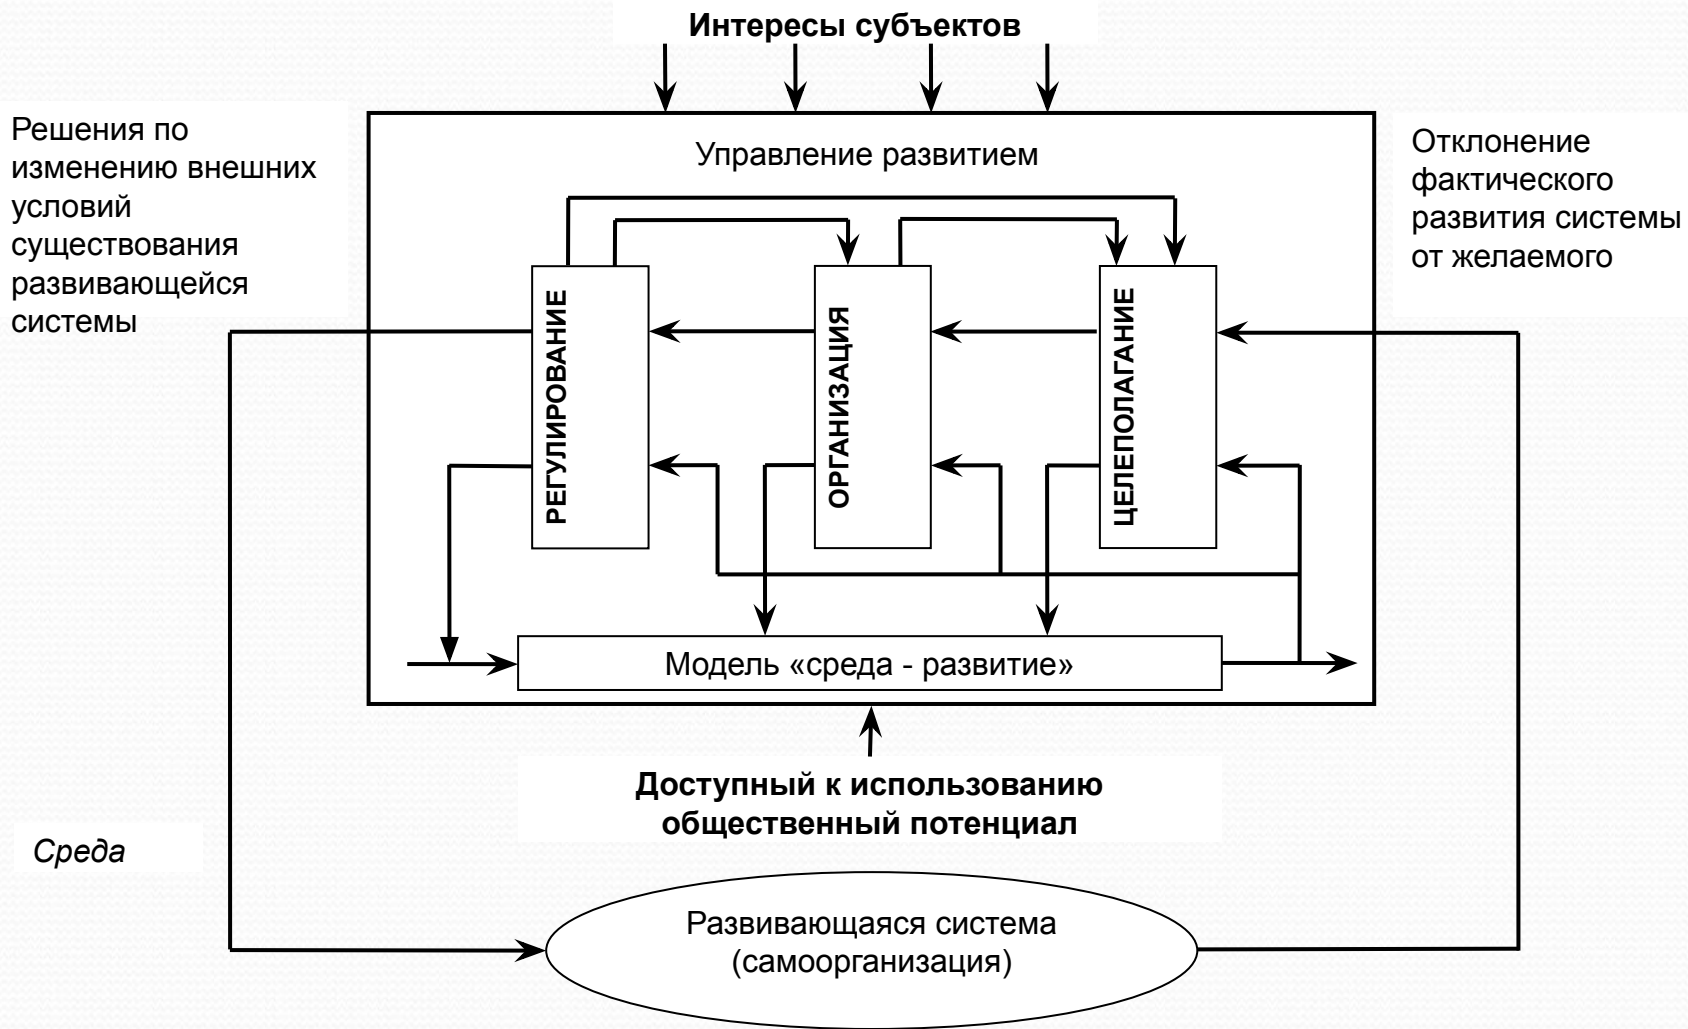 Интересы субъектов
Решения по
изменению внешних
условий
существования
развивающейся
системы
Управление развитием
Отклонение
фактического
развития системы
от желаемого
РЕГУЛИРОВАНИЕ
ОРГАНИЗАЦИЯ
ЦЕЛЕПОЛАГАНИЕ
Модель «среда - развитие»
Доступный к использованию
общественный потенциал
Среда
Развивающаяся система
(самоорганизация)